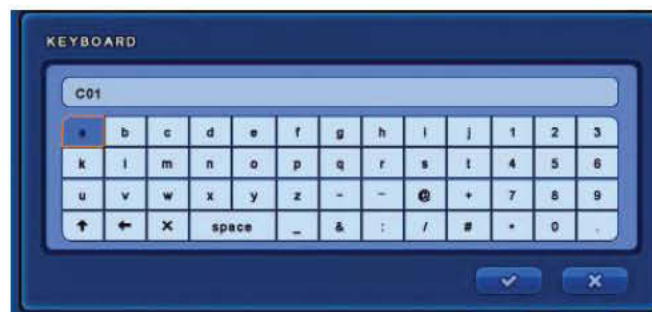 KEYBOARD
C01
a b c d e f g h i j 1 2 3
k l m n o p q r s t 4 5 6
u v w x y z - @ + 7 8 9
↑ ← × space _ & : / # 0